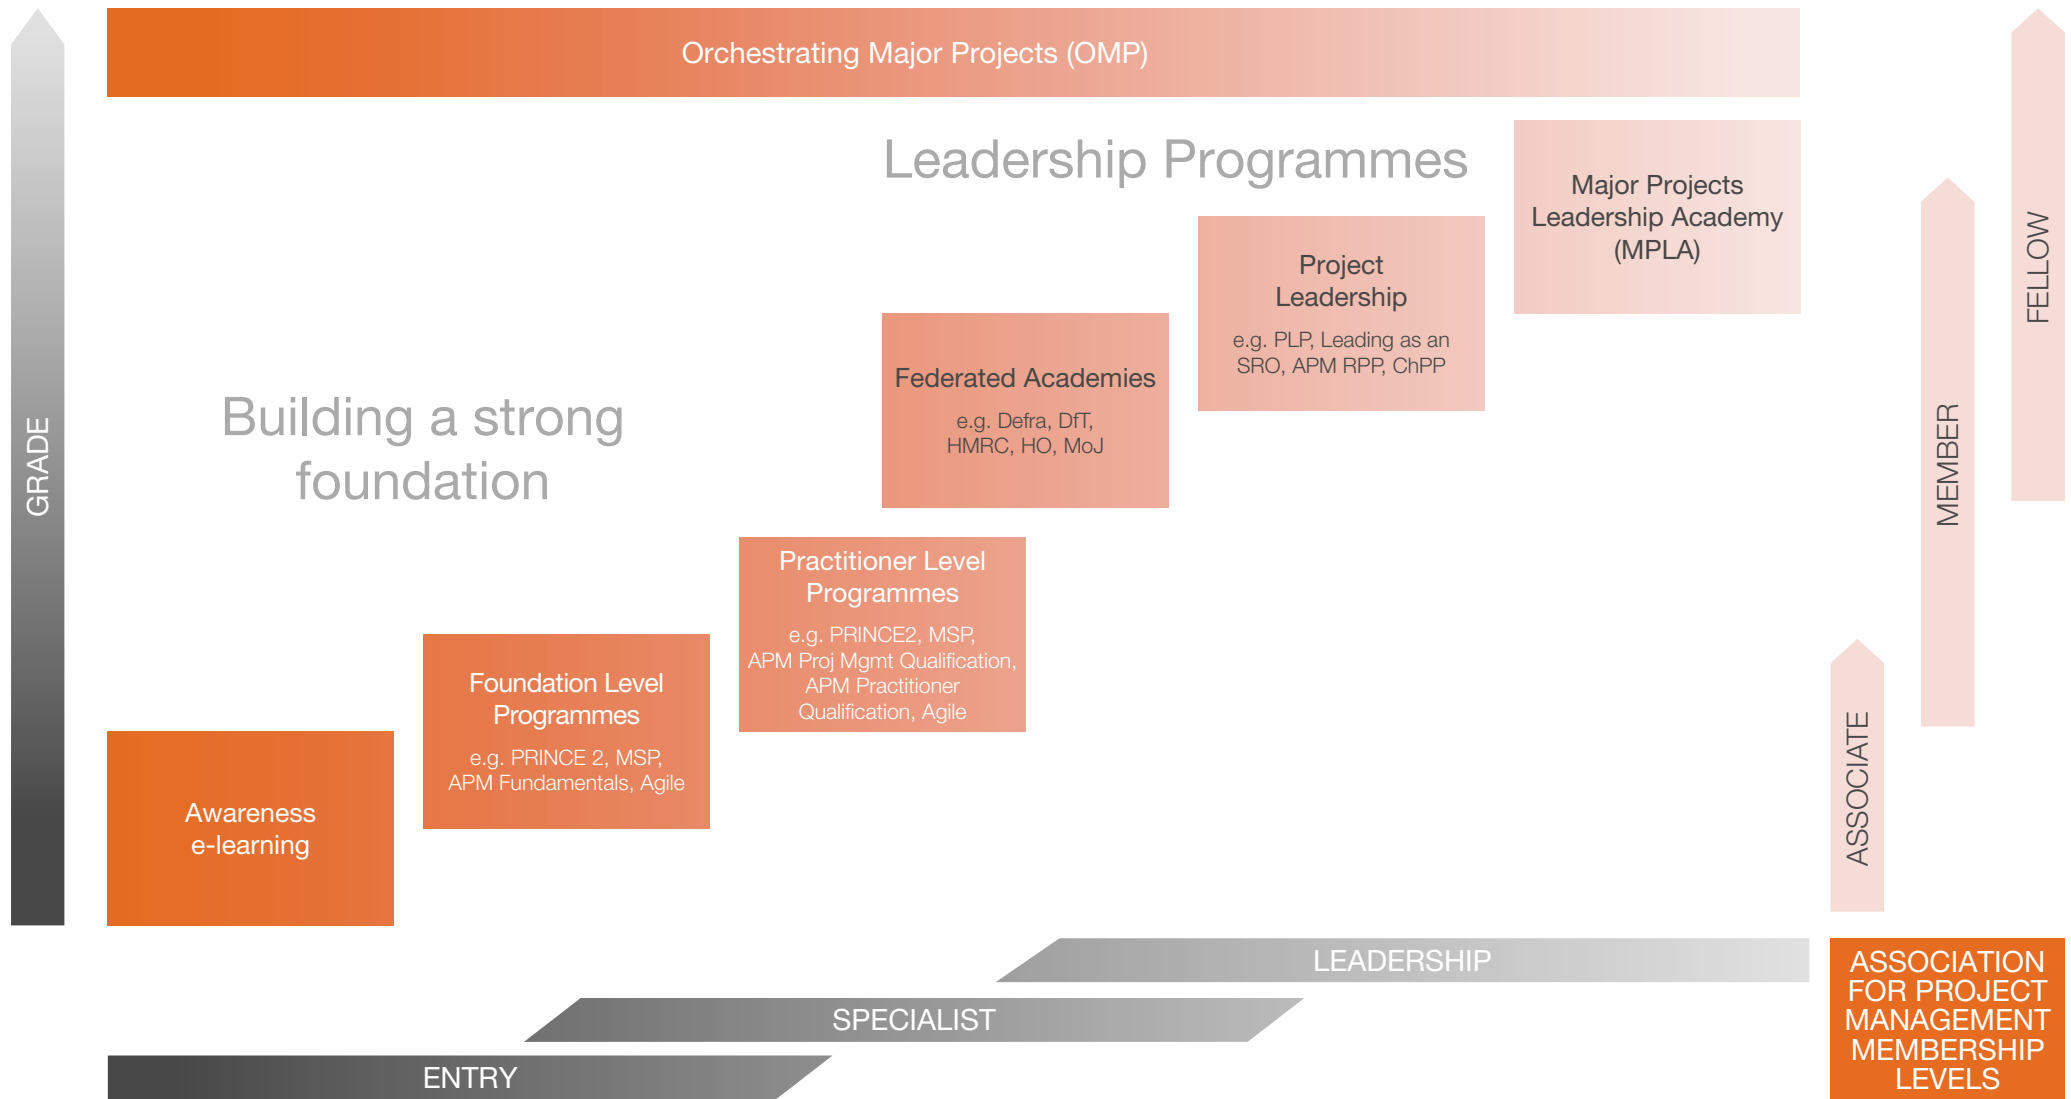 Orchestrating Major Projects (OMP)
Leadership Programmes
Major Projects
Leadership Academy
(MPLA)
Project
Leadership
e.g. PLP, Leading as an
SRO, APM RPP, ChPP
Federated Academies
e.g. Defra, DfT,
HMRC, HO, MoJ
Building a strong
foundation
Practitioner Level
Programmes
e.g. PRINCE2, MSP,
APM Proj Mgmt Qualification,
APM Practitioner
Qualification, Agile
Foundation Level
Programmes
e.g. PRINCE 2, MSP,
APM Fundamentals, Agile
Awareness
e-learning
GRADE
ASSOCIATE
MEMBER
FELLOW
LEADERSHIP
SPECIALIST
ENTRY
ASSOCIATION
FOR PROJECT
MANAGEMENT
MEMBERSHIP
LEVELS